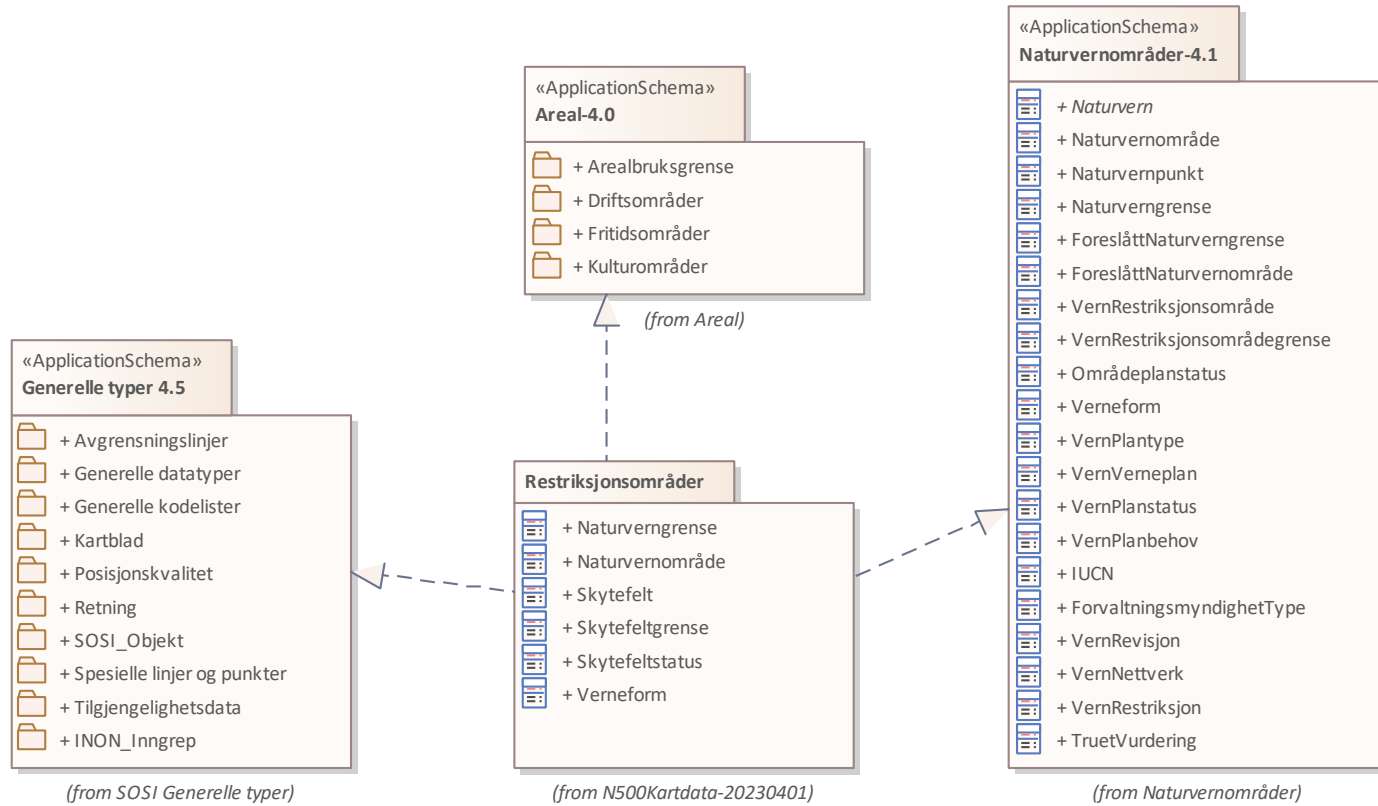 «ApplicationSchema»
Naturvernområder-4.1
+ Naturvern
+ Naturvernområde
+ Naturvernpunkt
+ Naturverngrense
+ ForeslåttNaturverngrense
+ ForeslåttNaturvernområde
+ VernRestriksjonsområde
+ VernRestriksjonsområdegrense
+ Områdeplanstatus
+ Verneform
+ VernPlantype
+ VernVerneplan
+ VernPlanstatus
+ VernPlanbehov
+ IUCN
+ ForvaltningsmyndighetType
+ VernRevisjon
+ VernNettverk
+ VernRestriksjon
+ TruetVurdering
(from Naturvernområder)
«ApplicationSchema»
Areal-4.0
+ Arealbruksgrense
+ Driftsområder
+ Fritidsområder
+ Kulturområder
(from Areal)
«ApplicationSchema»
Generelle typer 4.5
+ Avgrensningslinjer
+ Generelle datatyper
+ Generelle kodelister
+ Kartblad
+ Posisjonskvalitet
+ Retning
+ SOSI_Objekt
+ Spesielle linjer og punkter
+ Tilgjengelighetsdata
+ INON_Inngrep
(from SOSI Generelle typer)
Restriksjonsområder
+ Naturverngrense
+ Naturvernområde
+ Skytefelt
+ Skytefeltgrense
+ Skytefeltstatus
+ Verneform
(from N500Kartdata-20230401)